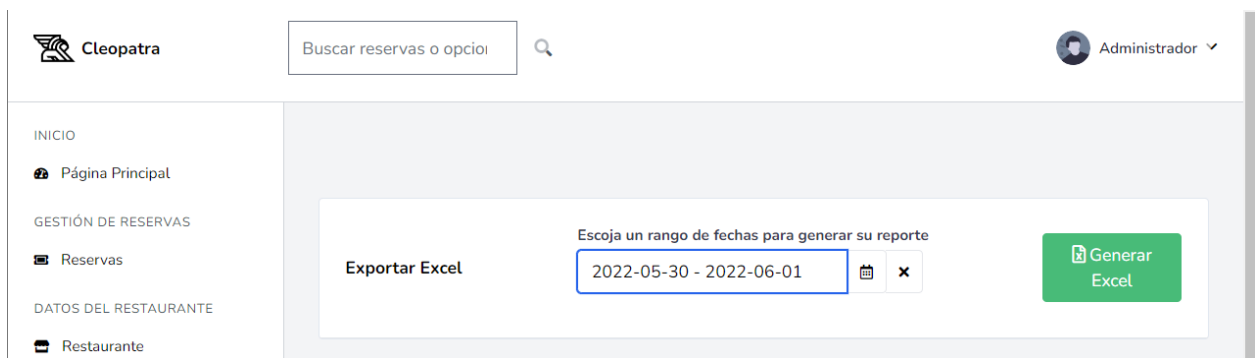 Cleopatra
Buscar reservas o opcio
Administrador
INICIO
Página Principal
GESTIÓN DE RESERVAS
Reservas
DATOS DEL RESTAURANTE
Restaurante
Exportar Excel
Escoja un rango de fechas para generar su reporte
2022-05-30 - 2022-06-01
Generar
Excel